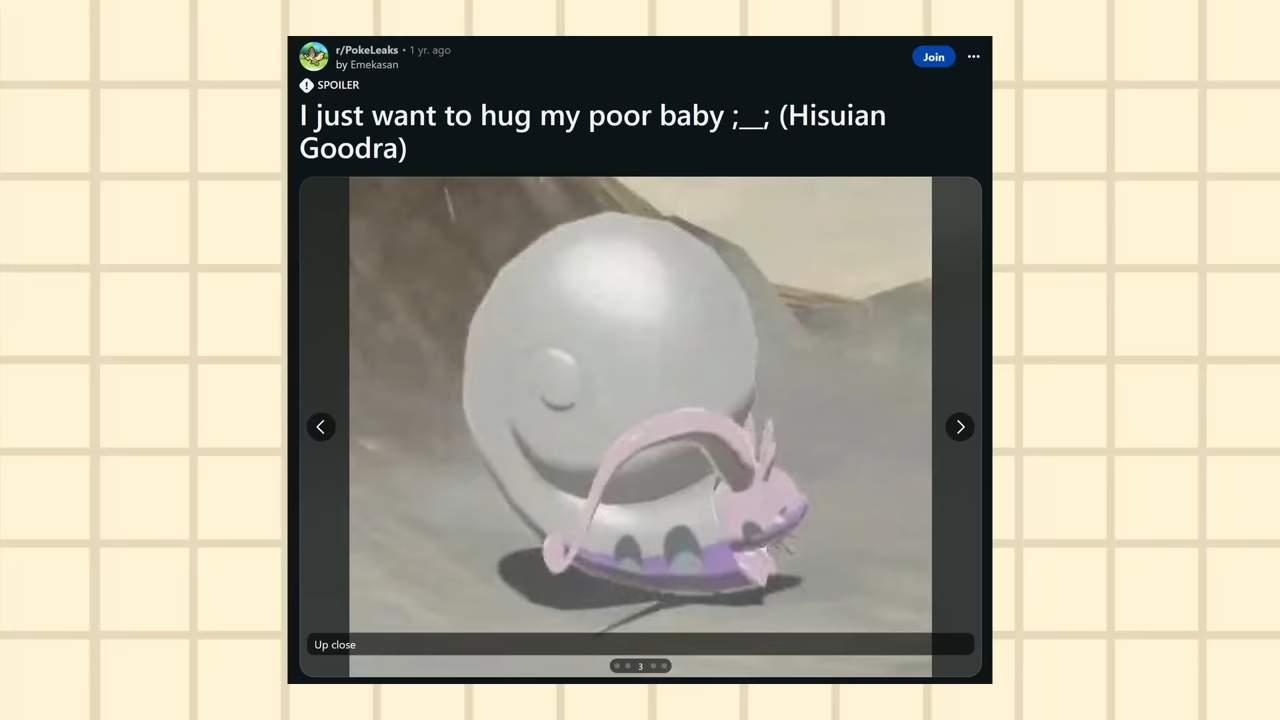 r/PokeLeaks • 1 yr. ago
by Emekasan
Join
SPOILER
I just want to hug my poor baby ;__; (Hisuian
Goodra)
Up close
3